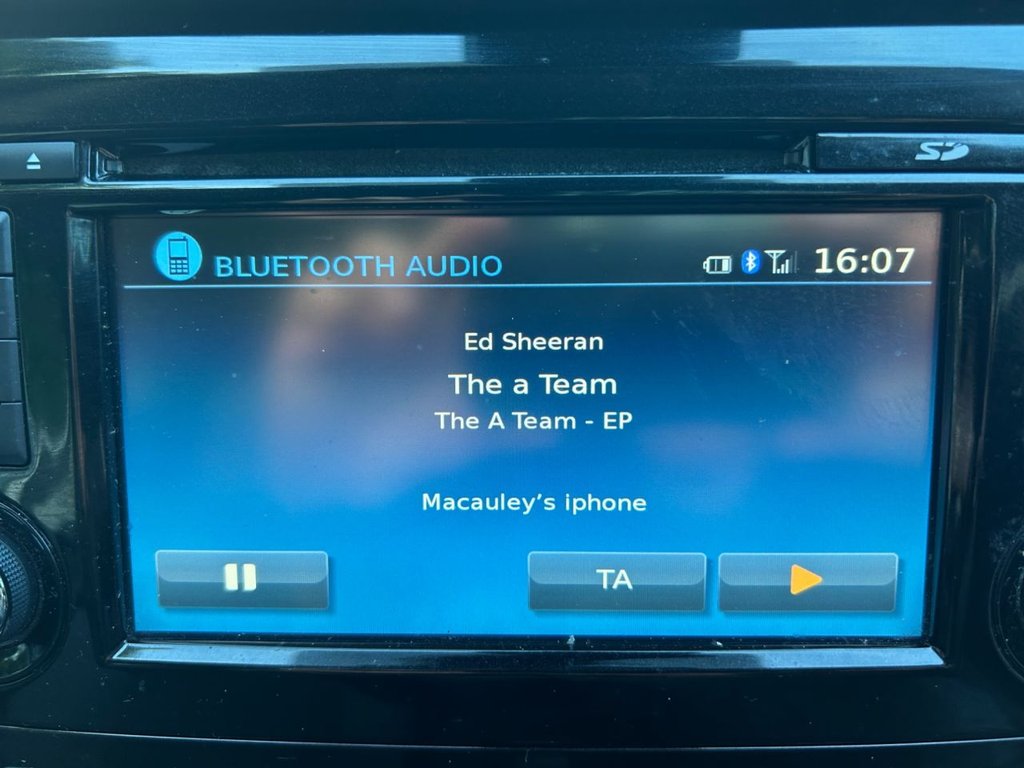 SD
BLUETOOTH AUDIO 16:07
Ed Sheeran
The a Team
The A Team - EP
Macauley’s iphone
TA